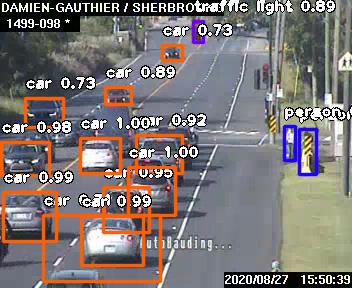 DAMIEN-GAUTHIER / SHERBRO
traffic light 0.89
1499-098 *
car 0.73
car 0.89
car 0.73
car 0.98
car 1.00
0.92
car 1.00
car 0.99
0.95
car
car 0.99
person
AutoBauding...
2020/08/27 15:50:39